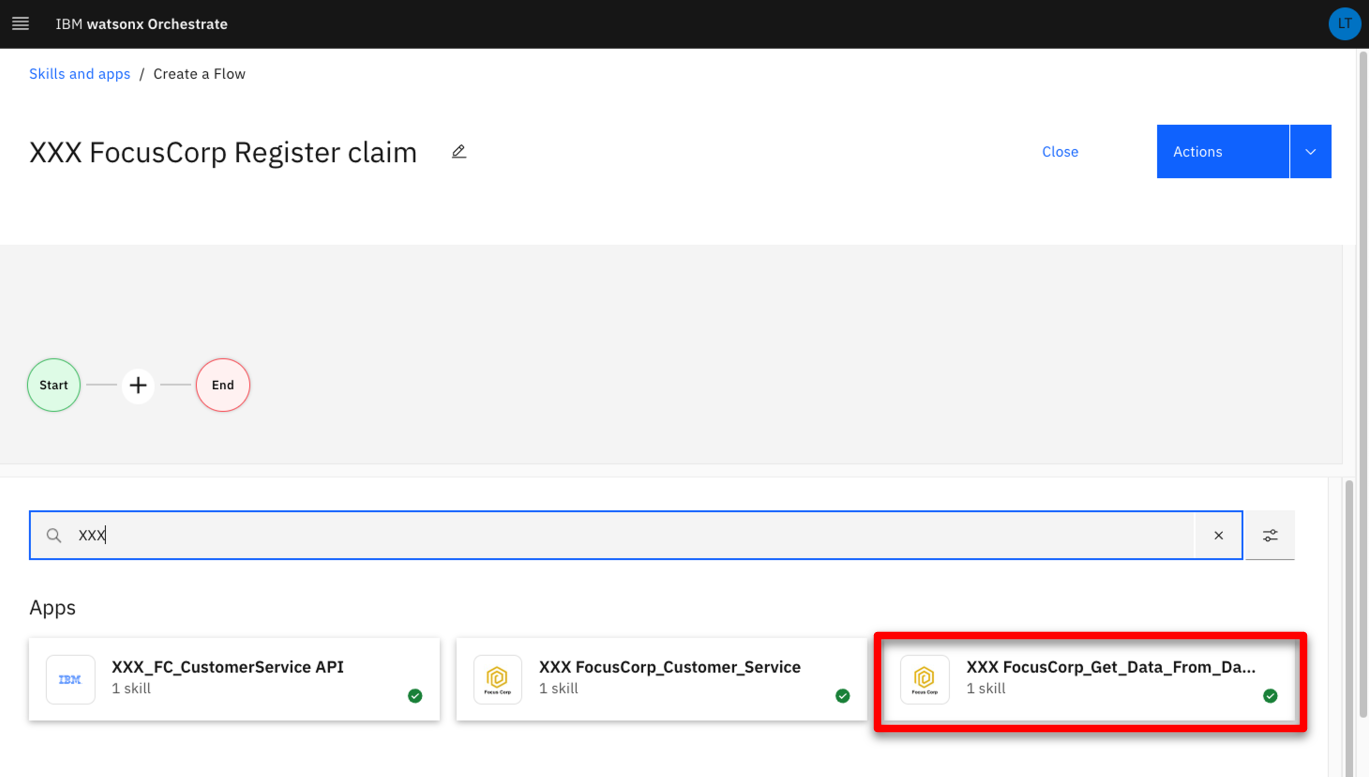 IBM watsonx Orchestrate
LT
Skills and apps / Create a Flow
XXX FocusCorp Register claim
Close
Actions
Start
End
XXX
Apps
IBM
XXX_FC_CustomerService API
1 skill
Focus Corp
XXX FocusCorp_Customer_Service
1 skill
Focus Corp
XXX FocusCorp_Get_Data_From_Da...
1 skill